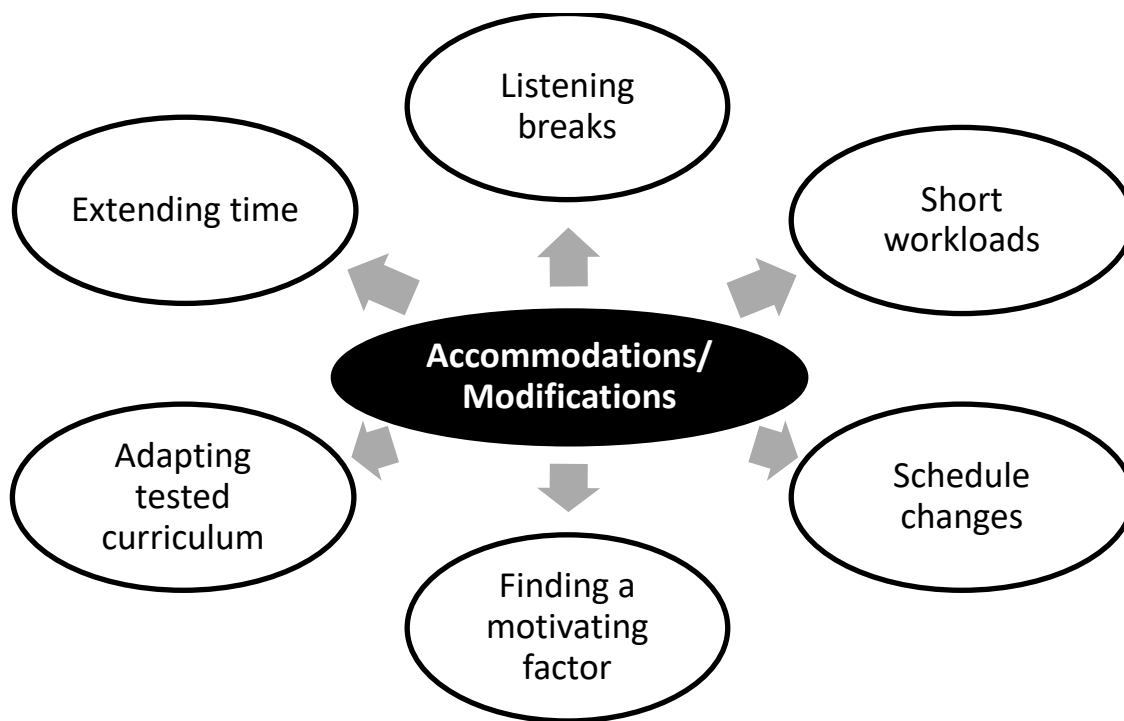 Listening
breaks
Extending time
Short
workloads
Accommodations/
Modifications
Adapting
tested
curriculum
Schedule
changes
Finding a
motivating
factor